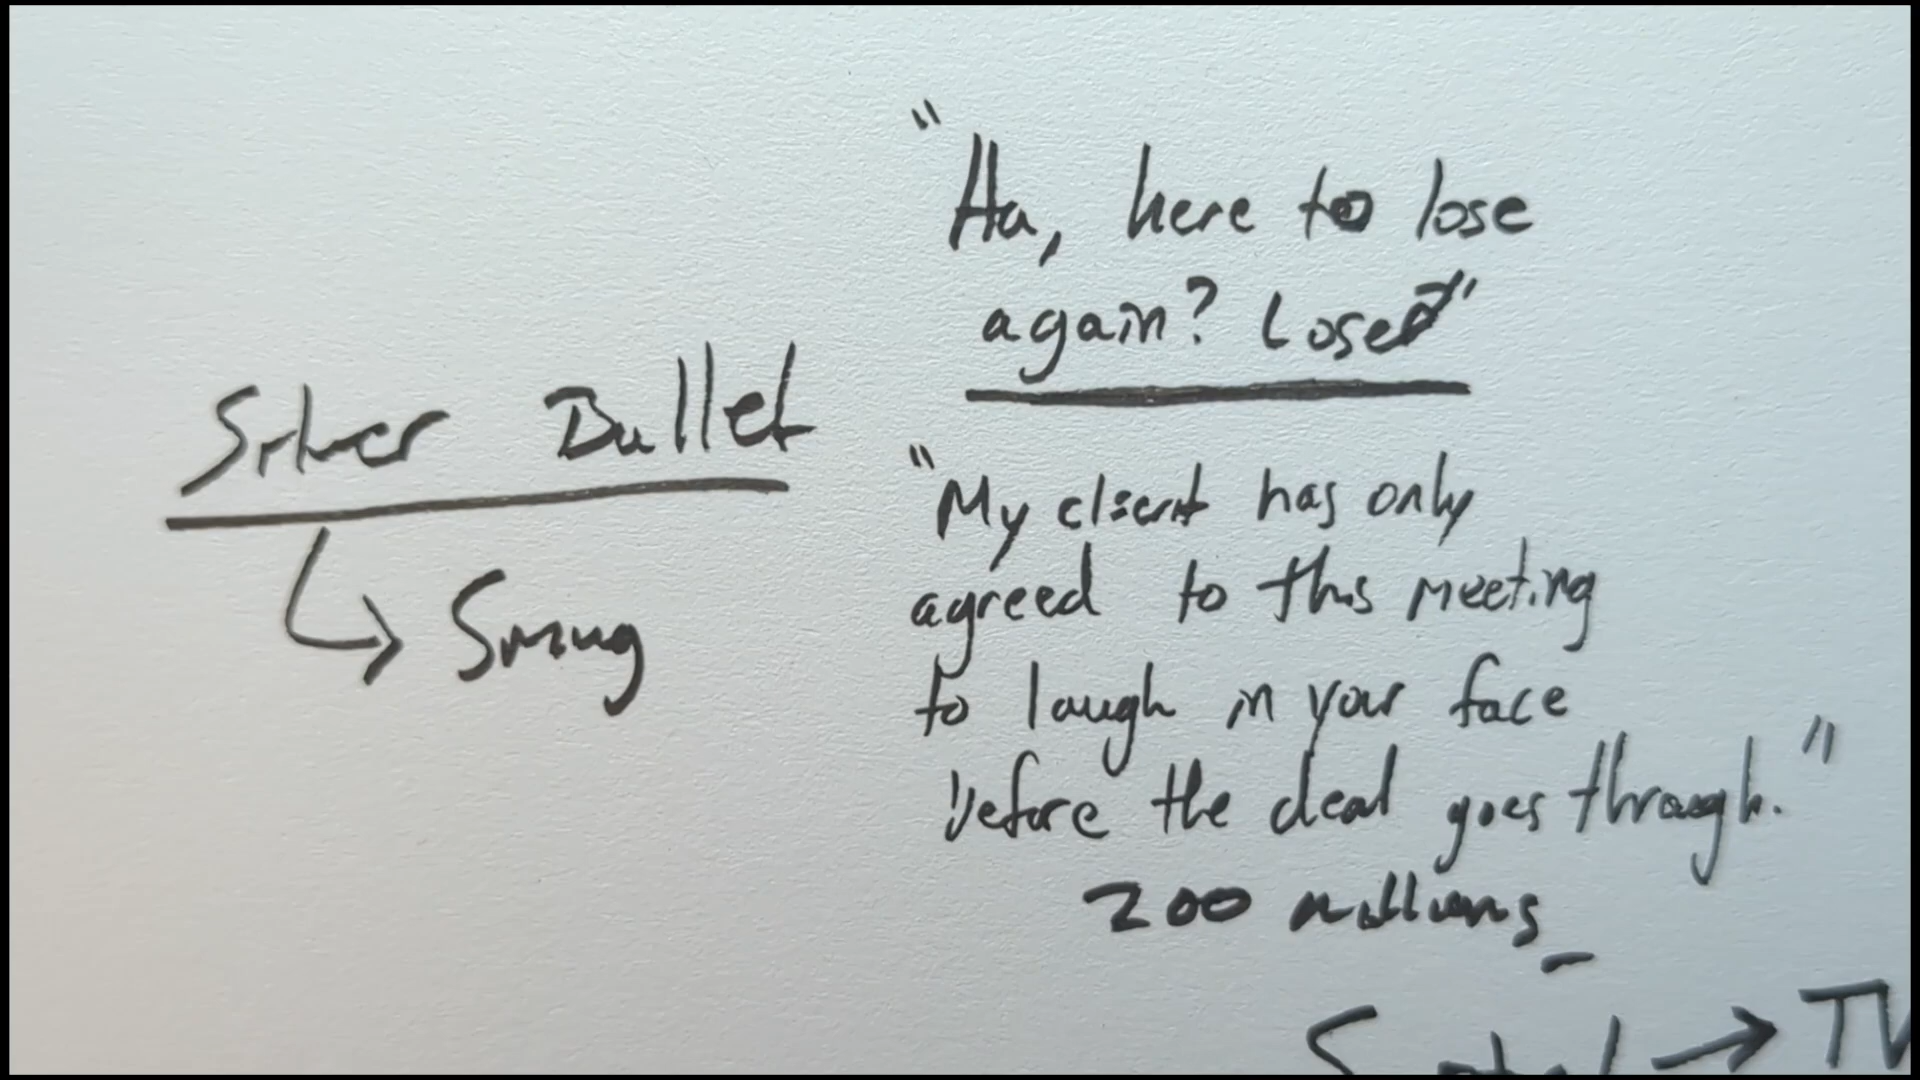 Silver Bullet
↳ Smug
"Ha, here to lose
again? Loser"
"My client has only
agreed to this meeting
to laugh in your face
before the deal goes through."
200 millions
→ TV